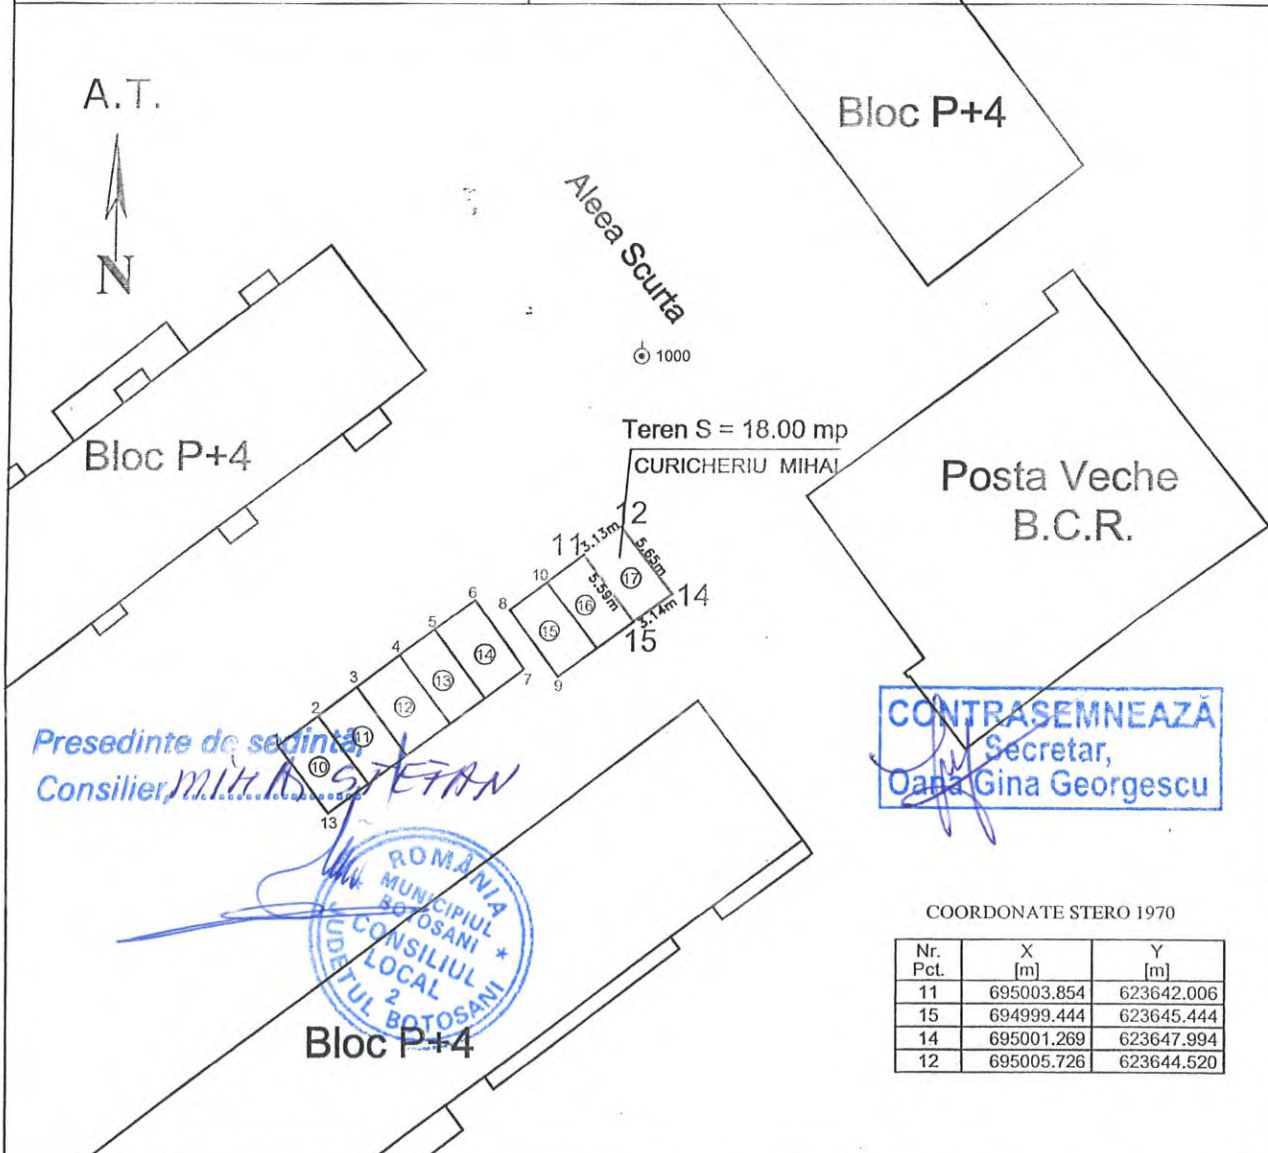 A.T.
N
Bloc P+4
Aleea Scurta
1000
Bloc P+4
Teren S = 18.00 mp
CURICHERIU MIHAI
Posta Veche
B.C.R.
12
3.13m
11
5.65m
10
17
5.59m
16
14
3.14m
15
8
15
9
6
5
14
7
4
13
3
12
2
11
1
10
13
Presedinte de sedintă,
Consilier, MIHAI STEFAN
CONTRASEMNEAZĂ
Secretar,
Oana Gina Georgescu
ROMÂNIA
MUNICIPIUL
BOTOSANI
CONSILIUL
LOCAL
2
JUDEŢUL BOTOSANI
Bloc P+4
COORDONATE STERO 1970
Nr. Pct. X [m] Y [m]
11 695003.854 623642.006
15 694999.444 623645.444
14 695001.269 623647.994
12 695005.726 623644.520